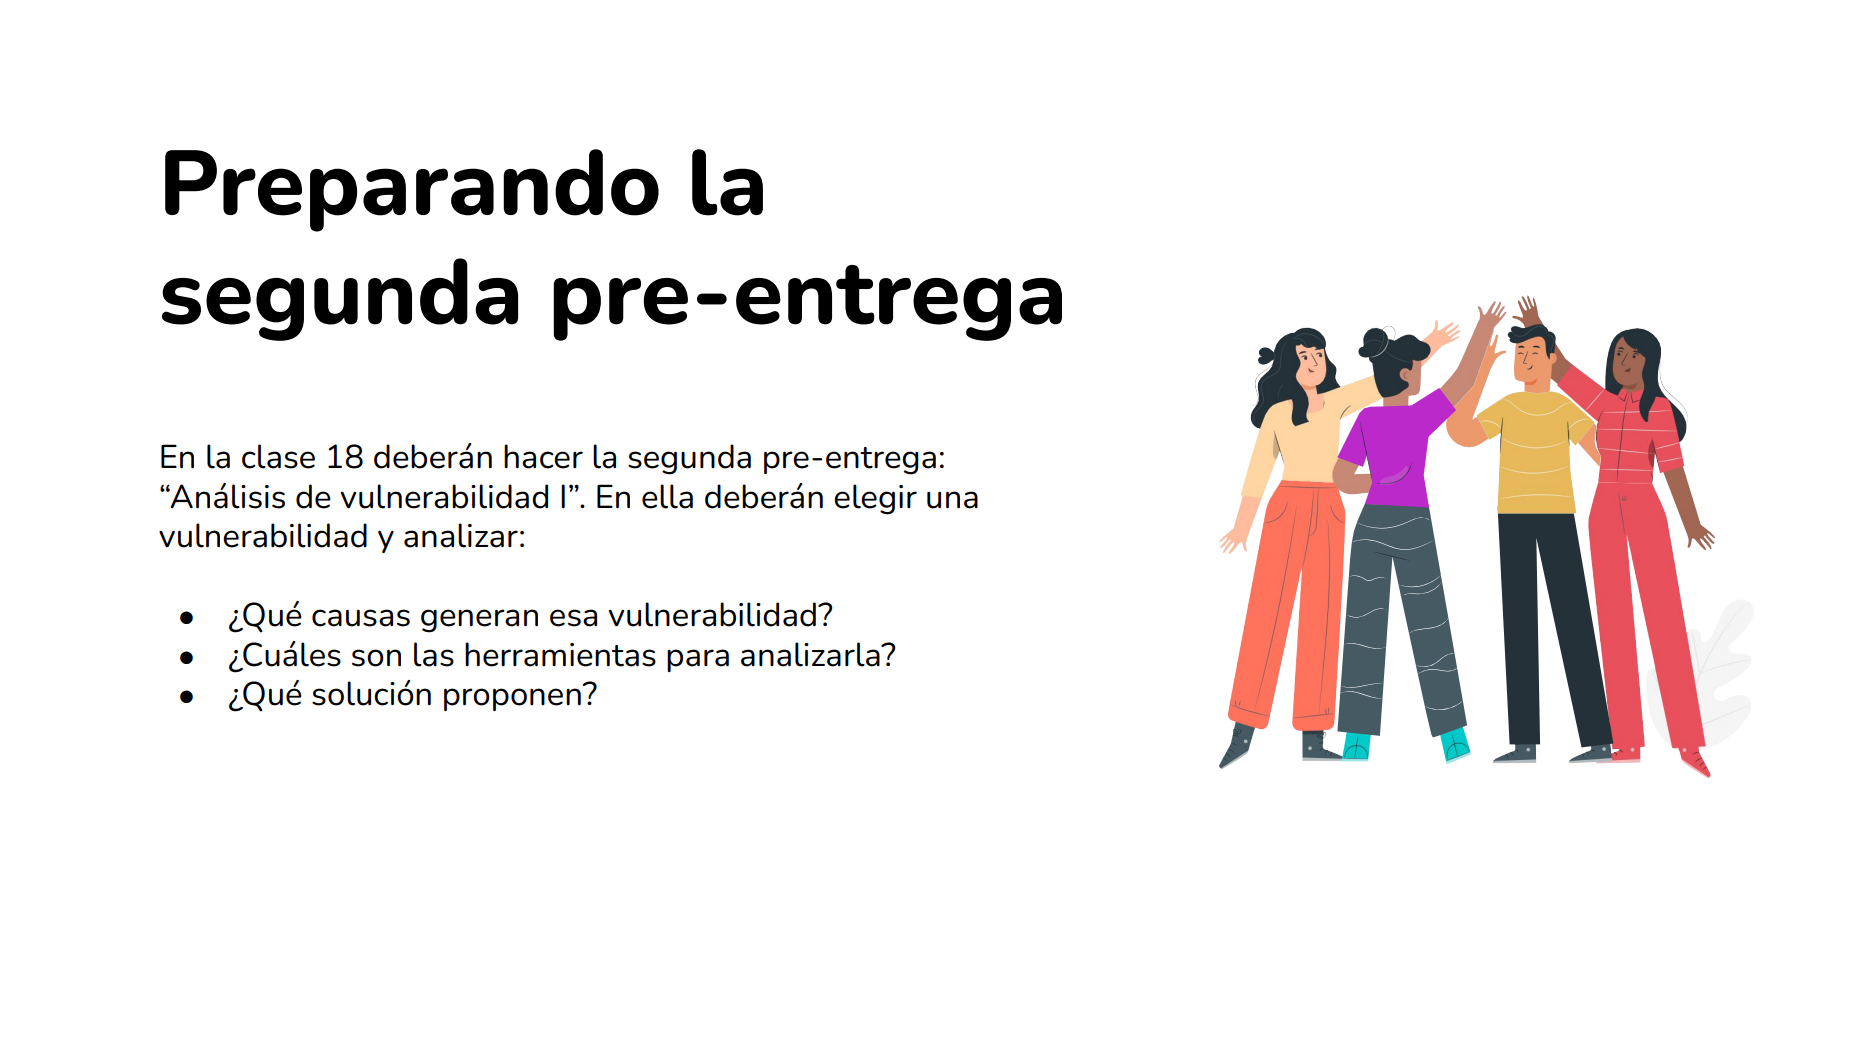 Preparando la
segunda pre-entrega
En la clase 18 deberán hacer la segunda pre-entrega:
“Análisis de vulnerabilidad I”. En ella deberán elegir una
vulnerabilidad y analizar:
● ¿Qué causas generan esa vulnerabilidad?
● ¿Cuáles son las herramientas para analizarla?
● ¿Qué solución proponen?